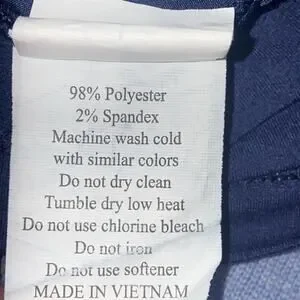 98% Polyester
2% Spandex
Machine wash cold
with similar colors
Do not dry clean
Tumble dry low heat
Do not use chlorine bleach
Do not iron
Do not use softener
MADE IN VIETNAM